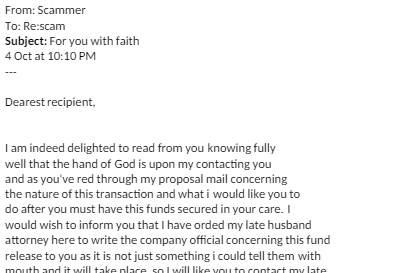 From: Scammer
To: Re:scam
Subject: For you with faith
4 Oct at 10:10 PM
---
Dearest recipient,
I am indeed delighted to read from you knowing fully
well that the hand of God is upon my contacting you
and as you've red through my proposal mail concerning
the nature of this transaction and what i would like you to
do after you must have this funds secured in your care. I
would wish to inform you that I have orded my late husband
attorney here to write the company official concerning this fund
release to you as it is not just something i could tell them with
mouth and it will take place, so I will like you to contact my late